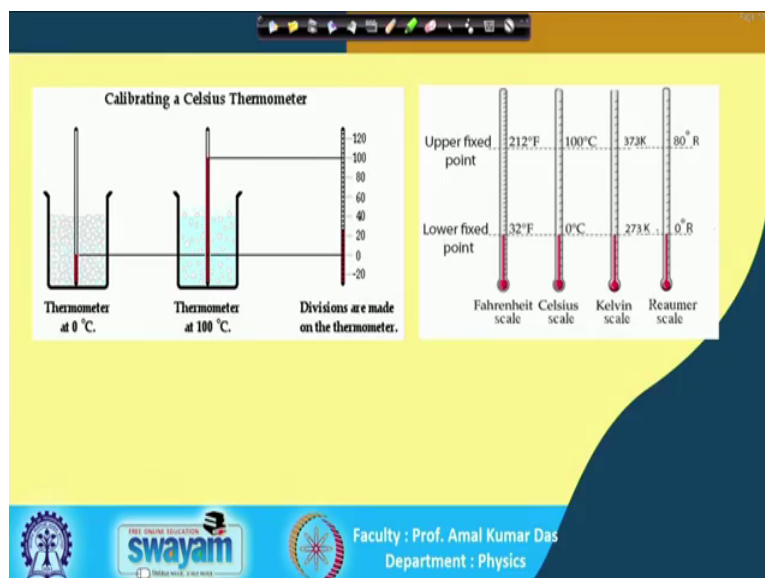 Calibrating a Celsius Thermometer
120
100
80
60
40
20
0
-20
Thermometer
at 0 °C.
Thermometer
at 100 °C.
Divisions are made
on the thermometer.
Upper fixed
point
212°F
100°C
373K
80°R
Lower fixed
point
32°F
0°C
273K
0°R
Fahrenheit
scale
Celsius
scale
Kelvin
scale
Reaumer
scale
FREE ONLINE EDUCATION
swayam
Faculty : Prof. Amal Kumar Das
Department : Physics